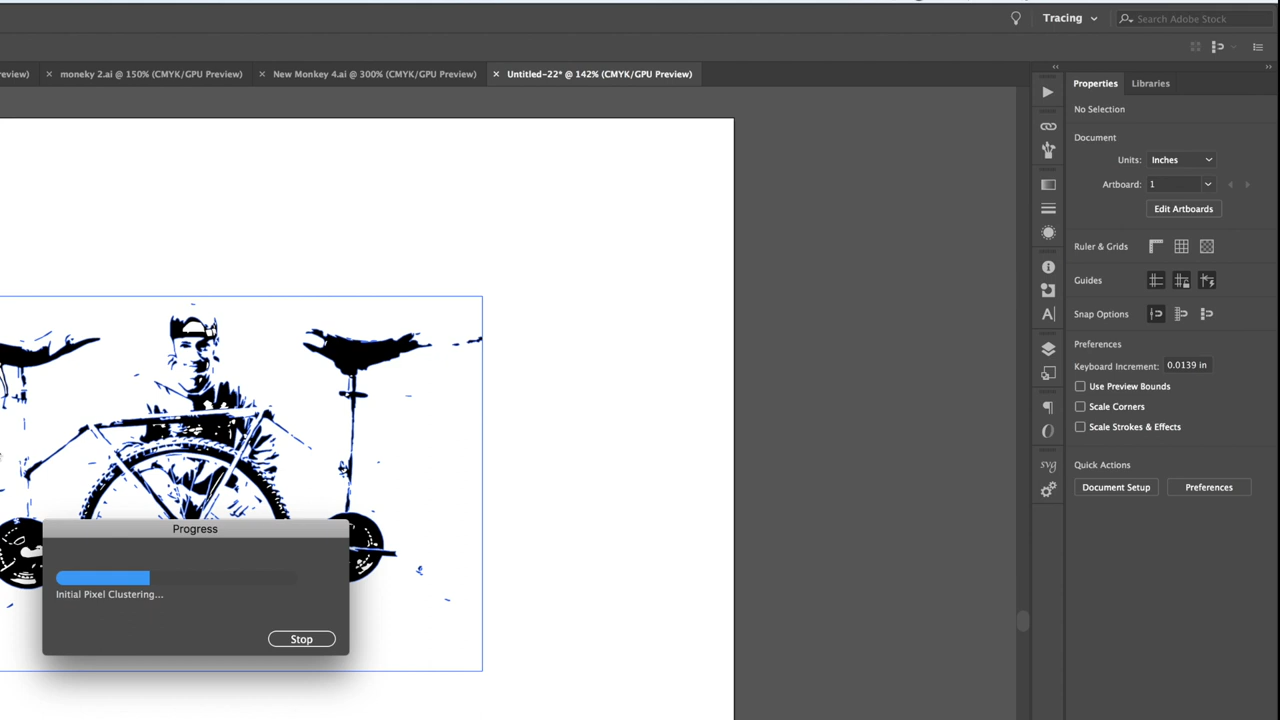 Tracing
Search Adobe Stock
review)
moneky 2.ai @ 150% (CMYK/GPU Preview)
New Monkey 4.ai @ 300% (CMYK/GPU Preview)
Untitled-22* @ 142% (CMYK/GPU Preview)
Properties
Libraries
No Selection
Document
Units: Inches
Artboard: 1
Edit Artboards
Ruler & Grids
Guides
Snap Options
Preferences
Keyboard Increment: 0.0139 in
Use Preview Bounds
Scale Corners
Scale Strokes & Effects
Quick Actions
Document Setup
Preferences
svg
Progress
Initial Pixel Clustering...
Stop